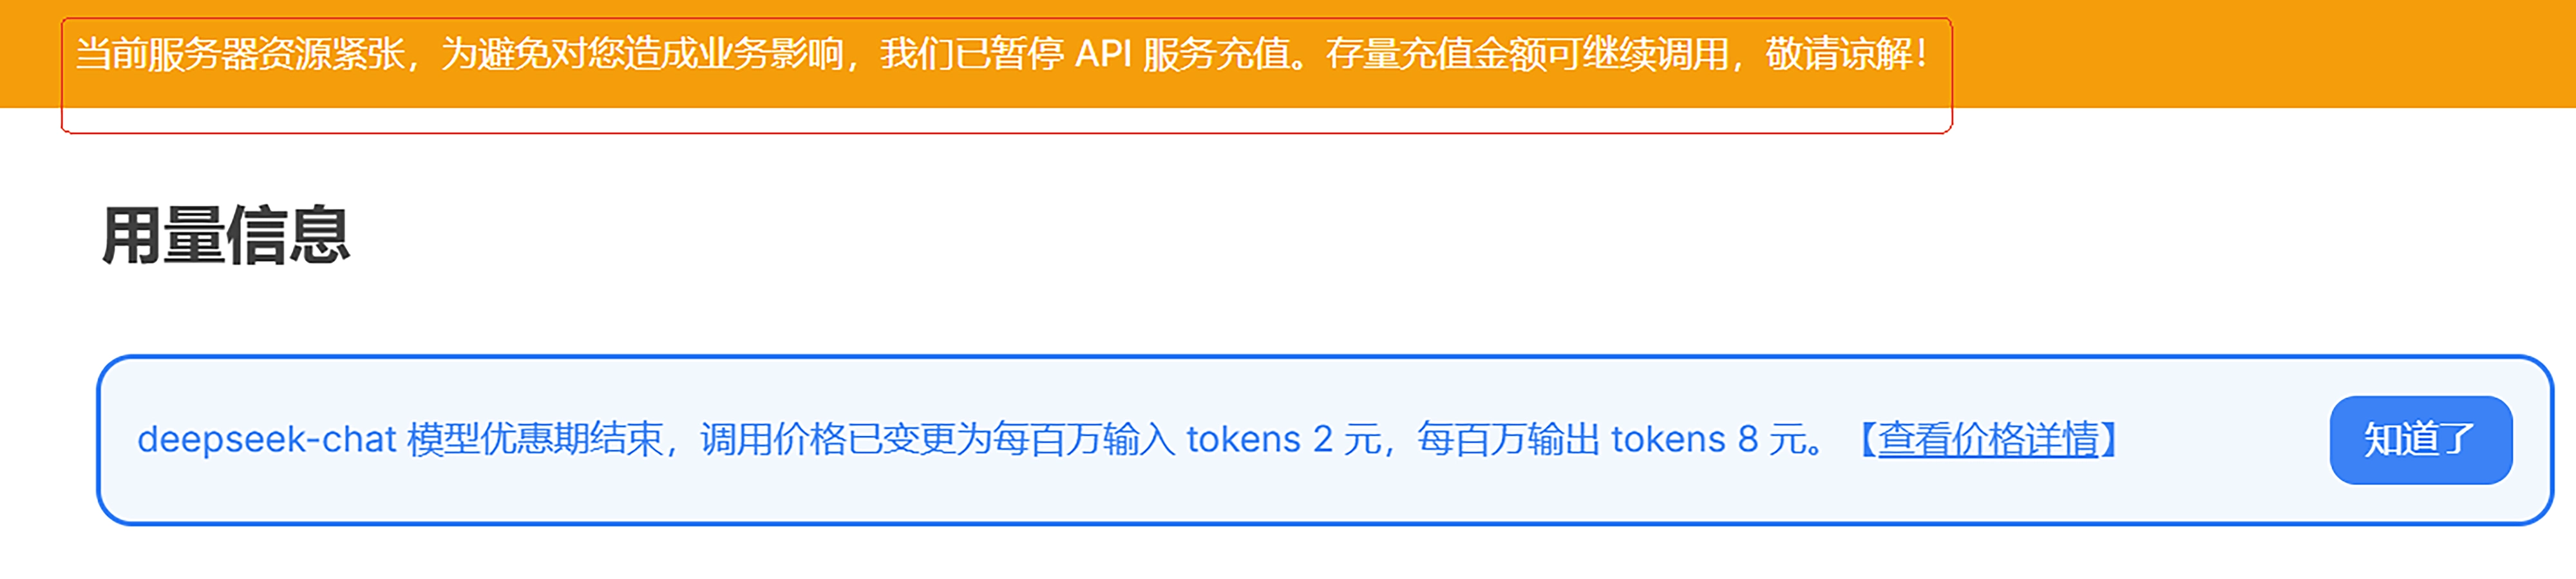 当前服务器资源紧张，为避免对您造成业务影响，我们已暂停 API 服务充值。存量充值金额可继续调用，敬请谅解！
用量信息
deepseek-chat 模型优惠期结束，调用价格已变更为每百万输入 tokens 2 元，每百万输出 tokens 8 元。【查看价格详情】
知道了